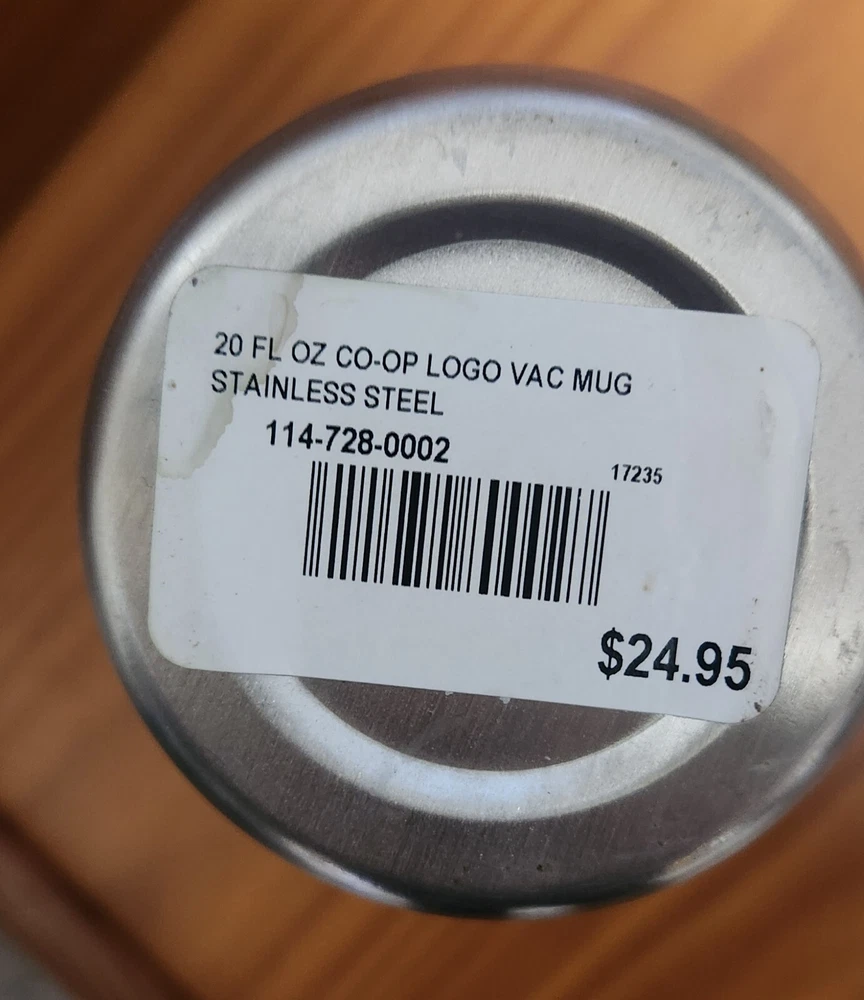 20 FL OZ CO-OP LOGO VAC MUG
STAINLESS STEEL
114-728-0002
17235
$24.95